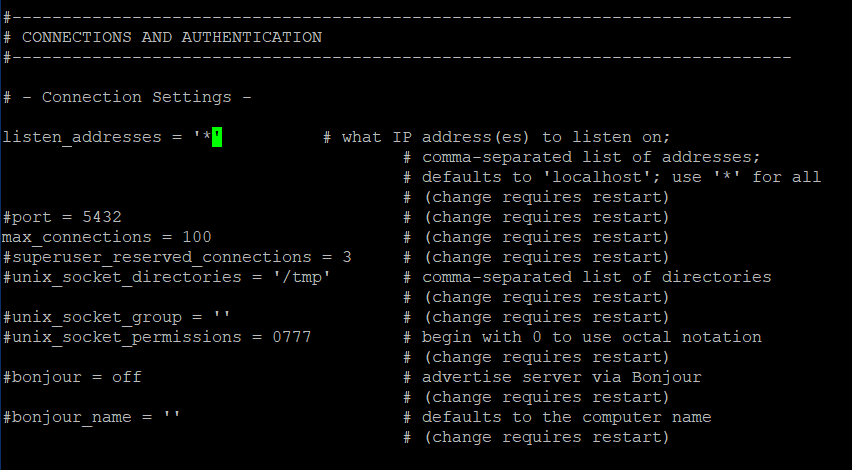 #------------------------------------------------------------------------------
# CONNECTIONS AND AUTHENTICATION
#------------------------------------------------------------------------------
# - Connection Settings -
listen_addresses = '*'          # what IP address(es) to listen on;
                                        # comma-separated list of addresses;
                                        # defaults to 'localhost'; use '*' for all
                                        # (change requires restart)
#port = 5432                            # (change requires restart)
max_connections = 100                   # (change requires restart)
#superuser_reserved_connections = 3     # (change requires restart)
#unix_socket_directories = '/tmp'       # comma-separated list of directories
                                        # (change requires restart)
#unix_socket_group = ''                 # (change requires restart)
#unix_socket_permissions = 0777         # begin with 0 to use octal notation
                                        # (change requires restart)
#bonjour = off                          # advertise server via Bonjour
                                        # (change requires restart)
#bonjour_name = ''                      # defaults to the computer name
                                        # (change requires restart)